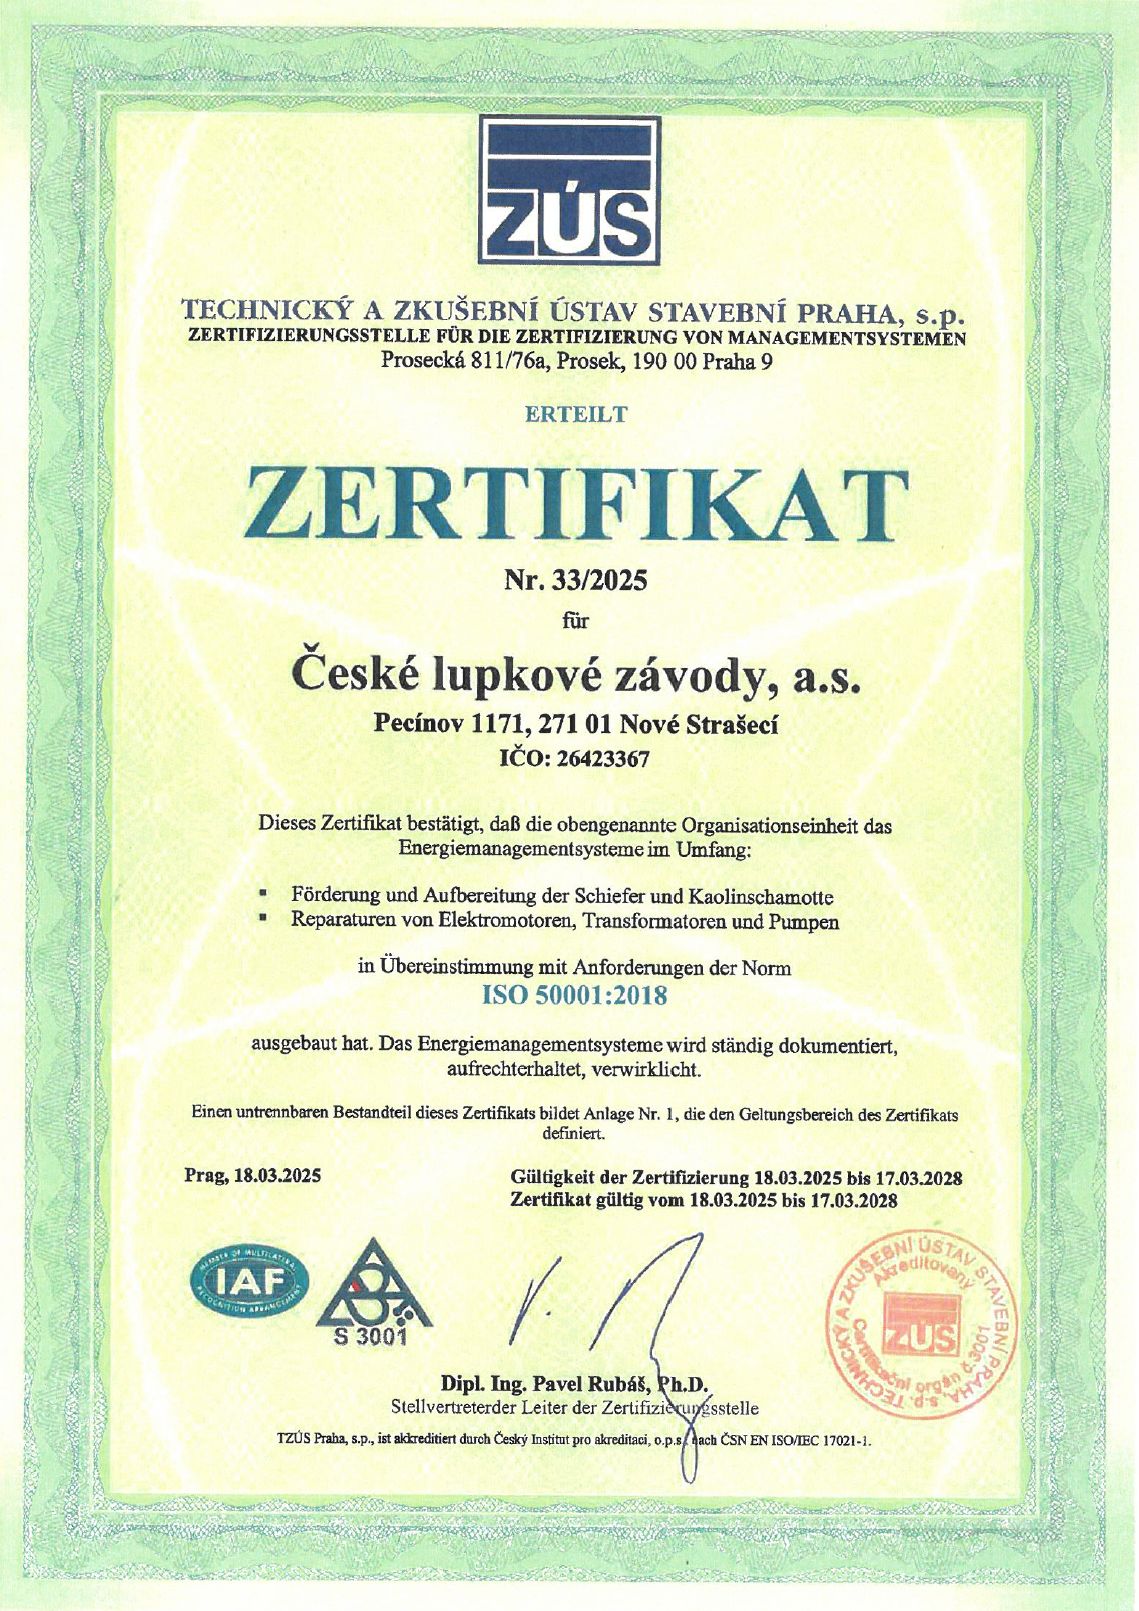 ZÚS
TECHNICKÝ A ZKUŠEBNÍ ÚSTAV STAVEBNÍ PRAHA, s.p.
ZERTIFIZIERUNGSSTELLE FÜR DIE ZERTIFIZIERUNG VON MANAGEMENTSYSTEMEN
Prosecká 811/76a, Prosek, 190 00 Praha 9
ERTEILT
ZERTIFIKAT
Nr. 33/2025
für
České lupkové závody, a.s.
Pecínov 1171, 271 01 Nové Strašecí
IČO: 26423367
Dieses Zertifikat bestätigt, daß die obengenannte Organisationseinheit das
Energiemanagementsysteme im Umfang:
▪ Förderung und Aufbereitung der Schiefer und Kaolinschamotte
▪ Reparaturen von Elektromotoren, Transformatoren und Pumpen
in Übereinstimmung mit Anforderungen der Norm
ISO 50001:2018
ausgebaut hat. Das Energiemanagementsysteme wird ständig dokumentiert,
aufrechterhaltet, verwirklicht.
Einen untrennbaren Bestandteil dieses Zertifikats bildet Anlage Nr. 1, die den Geltungsbereich des Zertifikats
definiert.
Prag, 18.03.2025
Gültigkeit der Zertifizierung 18.03.2025 bis 17.03.2028
Zertifikat gültig vom 18.03.2025 bis 17.03.2028
MEMBER OF MULTILATERAL
IAF
RECOGNITION ARRANGEMENT
S 3001
TECHNICKÝ A ZKUŠEBNÍ ÚSTAV STAVEBNÍ PRAHA, s.p.
Akreditovaný
ZÚS
Certifikační orgán č.3001
Dipl. Ing. Pavel Rubáš, Ph.D.
Stellvertreterder Leiter der Zertifizierungsstelle
TZÚS Praha, s.p., ist akkreditiert durch Český Institut pro akreditaci, o.p.s, nach ČSN EN ISO/IEC 17021-1.